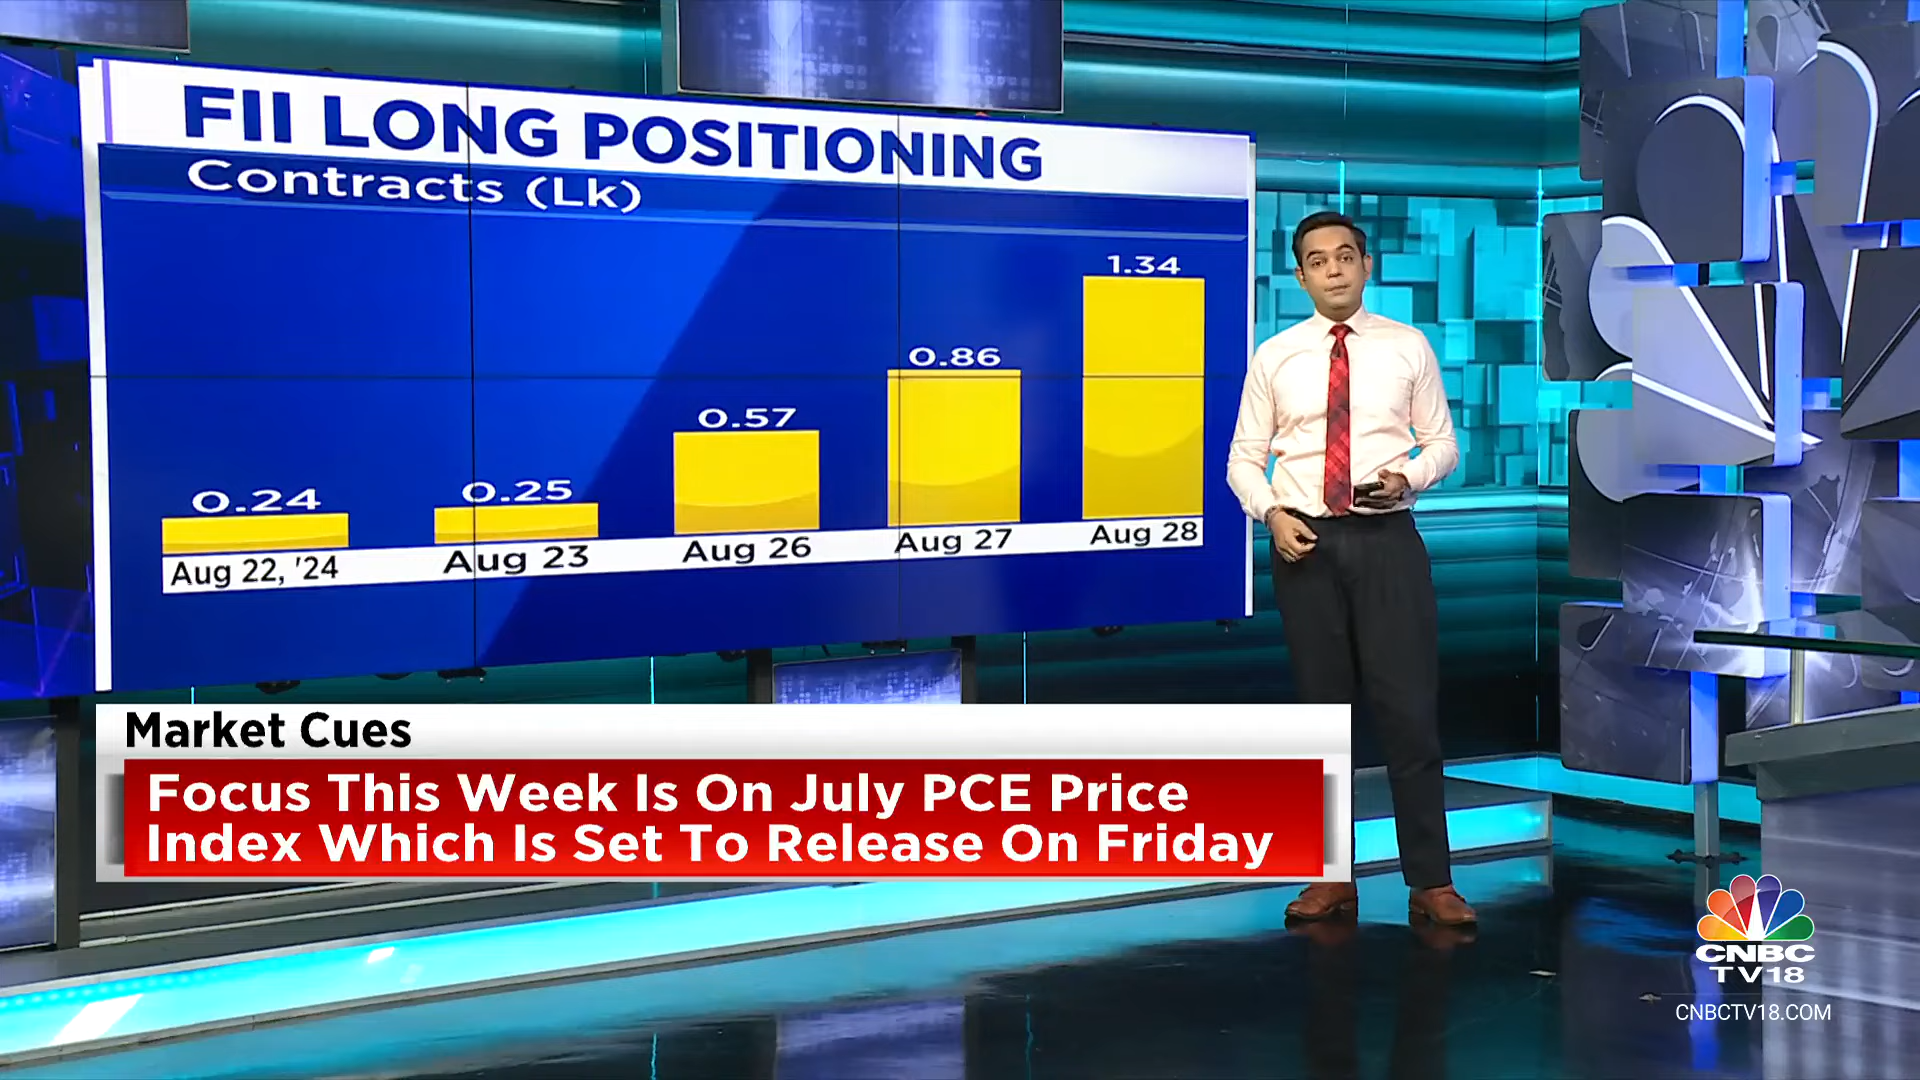 FII LONG POSITIONING
Contracts (Lk)
0.24
0.25
0.57
0.86
1.34
Aug 22, '24
Aug 23
Aug 26
Aug 27
Aug 28
Market Cues
Focus This Week Is On July PCE Price
Index Which Is Set To Release On Friday
CNBC
TV18
CNBCTV18.COM